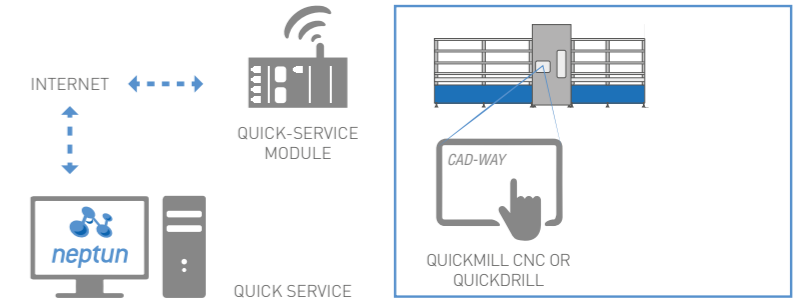 INTERNET
QUICK-SERVICE
MODULE
neptun
QUICK SERVICE
CAD-WAY
QUICKMILL CNC OR
QUICKDRILL